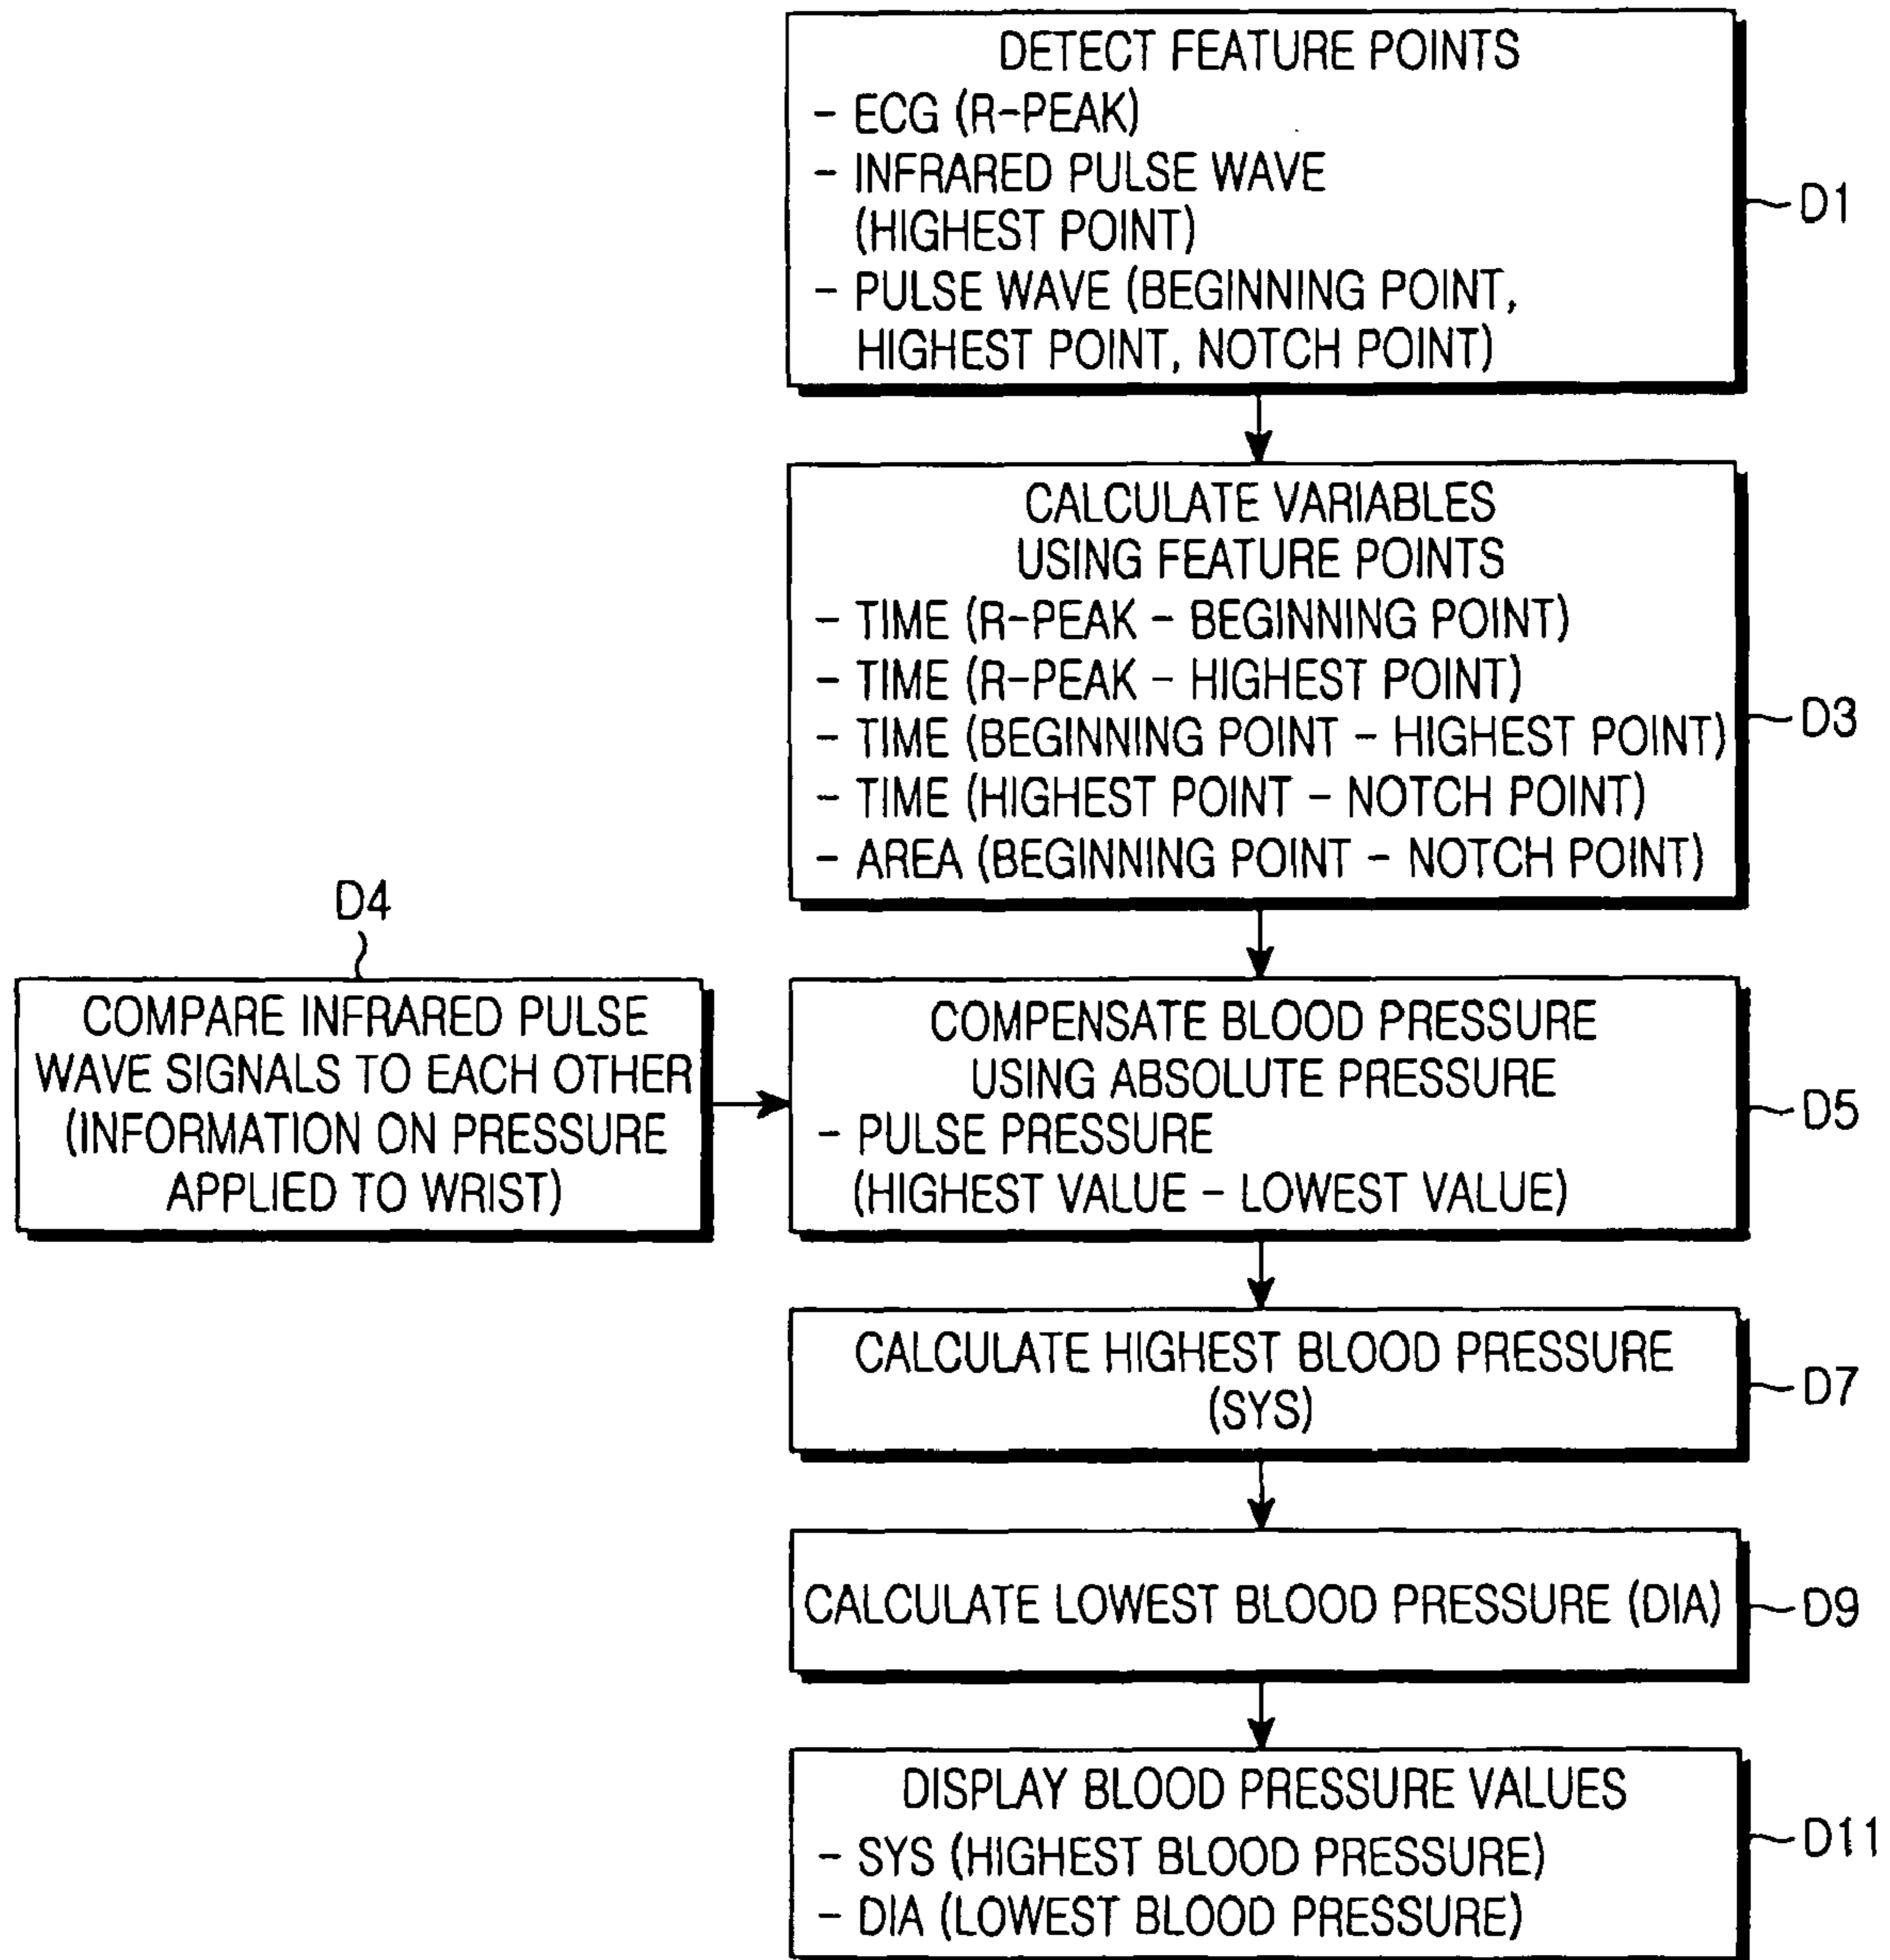 DETECT FEATURE POINTS
- ECG (R-PEAK)
- INFRARED PULSE WAVE
(HIGHEST POINT)
- PULSE WAVE (BEGINNING POINT,
HIGHEST POINT, NOTCH POINT)
D1
CALCULATE VARIABLES
USING FEATURE POINTS
- TIME (R-PEAK - BEGINNING POINT)
- TIME (R-PEAK - HIGHEST POINT)
- TIME (BEGINNING POINT - HIGHEST POINT)
- TIME (HIGHEST POINT - NOTCH POINT)
- AREA (BEGINNING POINT - NOTCH POINT)
D3
D4
COMPARE INFRARED PULSE
WAVE SIGNALS TO EACH OTHER
(INFORMATION ON PRESSURE
APPLIED TO WRIST)
COMPENSATE BLOOD PRESSURE
USING ABSOLUTE PRESSURE
- PULSE PRESSURE
(HIGHEST VALUE - LOWEST VALUE)
D5
CALCULATE HIGHEST BLOOD PRESSURE
(SYS)
D7
CALCULATE LOWEST BLOOD PRESSURE (DIA)
D9
DISPLAY BLOOD PRESSURE VALUES
- SYS (HIGHEST BLOOD PRESSURE)
- DIA (LOWEST BLOOD PRESSURE)
D11